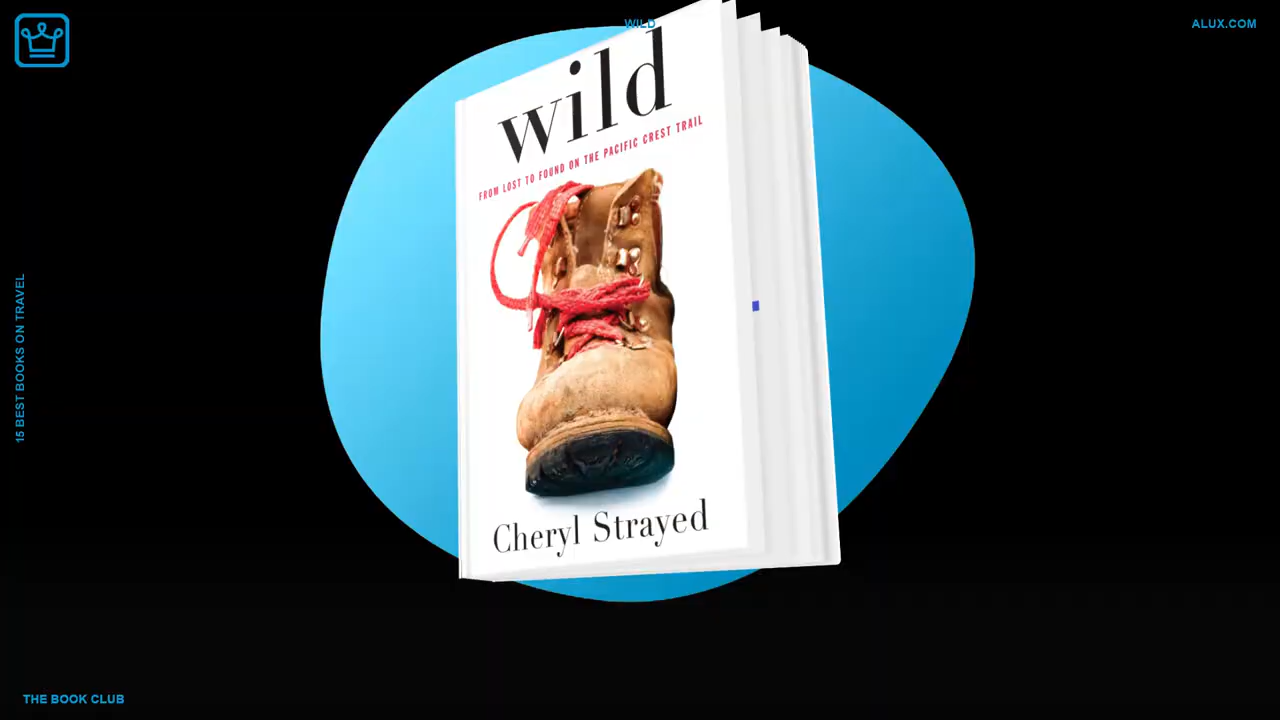 WILD
ALUX.COM
wild
FROM LOST TO FOUND ON THE PACIFIC CREST TRAIL
Cheryl Strayed
15 BEST BOOKS ON TRAVEL
THE BOOK CLUB